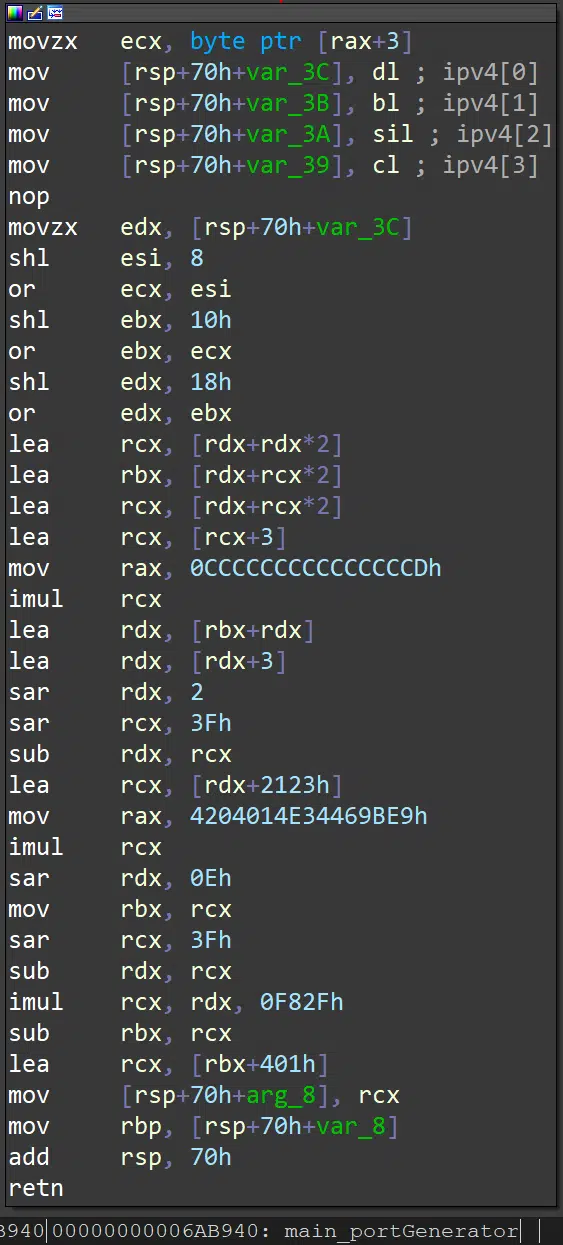 movzx ecx, byte ptr [rax+3]
mov [rsp+70h+var_3C], dl ; ipv4[0]
mov [rsp+70h+var_3B], bl ; ipv4[1]
mov [rsp+70h+var_3A], sil ; ipv4[2]
mov [rsp+70h+var_39], cl ; ipv4[3]
nop
movzx edx, [rsp+70h+var_3C]
shl esi, 8
or ecx, esi
shl ebx, 10h
or ebx, ecx
shl edx, 18h
or edx, ebx
lea rcx, [rdx+rdx*2]
lea rbx, [rdx+rcx*2]
lea rcx, [rdx+rcx*2]
lea rcx, [rcx+3]
mov rax, 0CCCCCCCCCCCCCCCDh
imul rcx
lea rdx, [rbx+rdx]
lea rdx, [rdx+3]
sar rdx, 2
sar rcx, 3Fh
sub rdx, rcx
lea rcx, [rdx+2123h]
mov rax, 4204014E34469BE9h
imul rcx
sar rdx, 0Eh
mov rbx, rcx
sar rcx, 3Fh
sub rdx, rcx
imul rcx, rdx, 0F82Fh
sub rbx, rcx
lea rcx, [rbx+401h]
mov [rsp+70h+arg_8], rcx
mov rbp, [rsp+70h+var_8]
add rsp, 70h
retn
B940 00000000006AB940: main_portGenerator